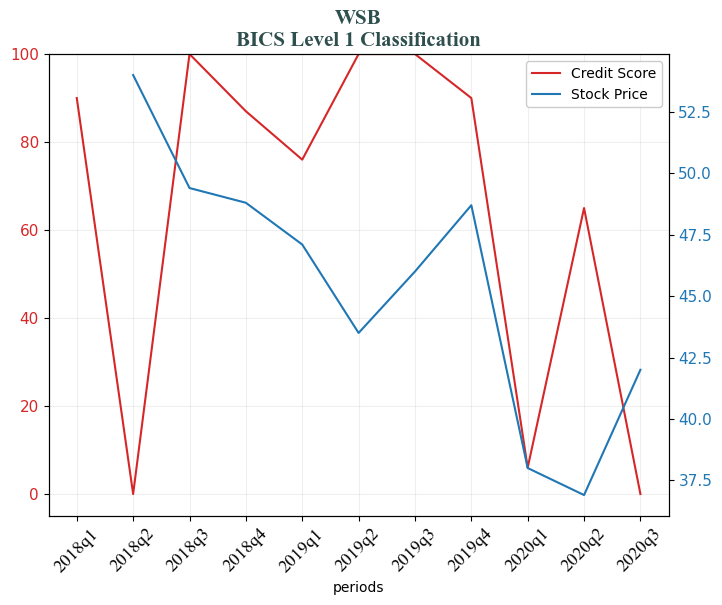 WSB
BICS Level 1 Classification
100
80
60
40
20
0
Credit Score
Stock Price
52.5
50.0
47.5
45.0
42.5
40.0
37.5
2018q1 2018q2 2018q3 2018q4 2019q1 2019q2 2019q3 2019q4 2020q1 2020q2 2020q3
periods